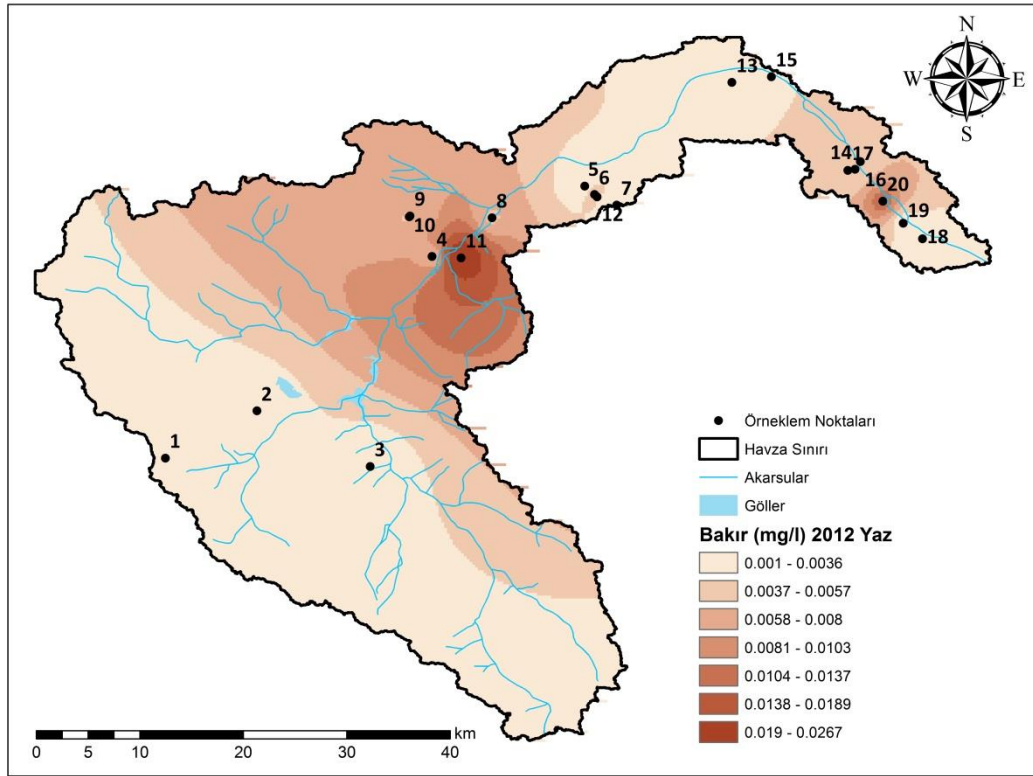 N
W
E
S
13
15
14
17
16
20
19
18
5
6
7
12
9
10
8
4
11
2
1
3
Örneklem Noktaları
Havza Sınırı
Akarsular
Göller
Bakır (mg/l) 2012 Yaz
0.001 - 0.0036
0.0037 - 0.0057
0.0058 - 0.008
0.0081 - 0.0103
0.0104 - 0.0137
0.0138 - 0.0189
0.019 - 0.0267
km
0 5 10 20 30 40